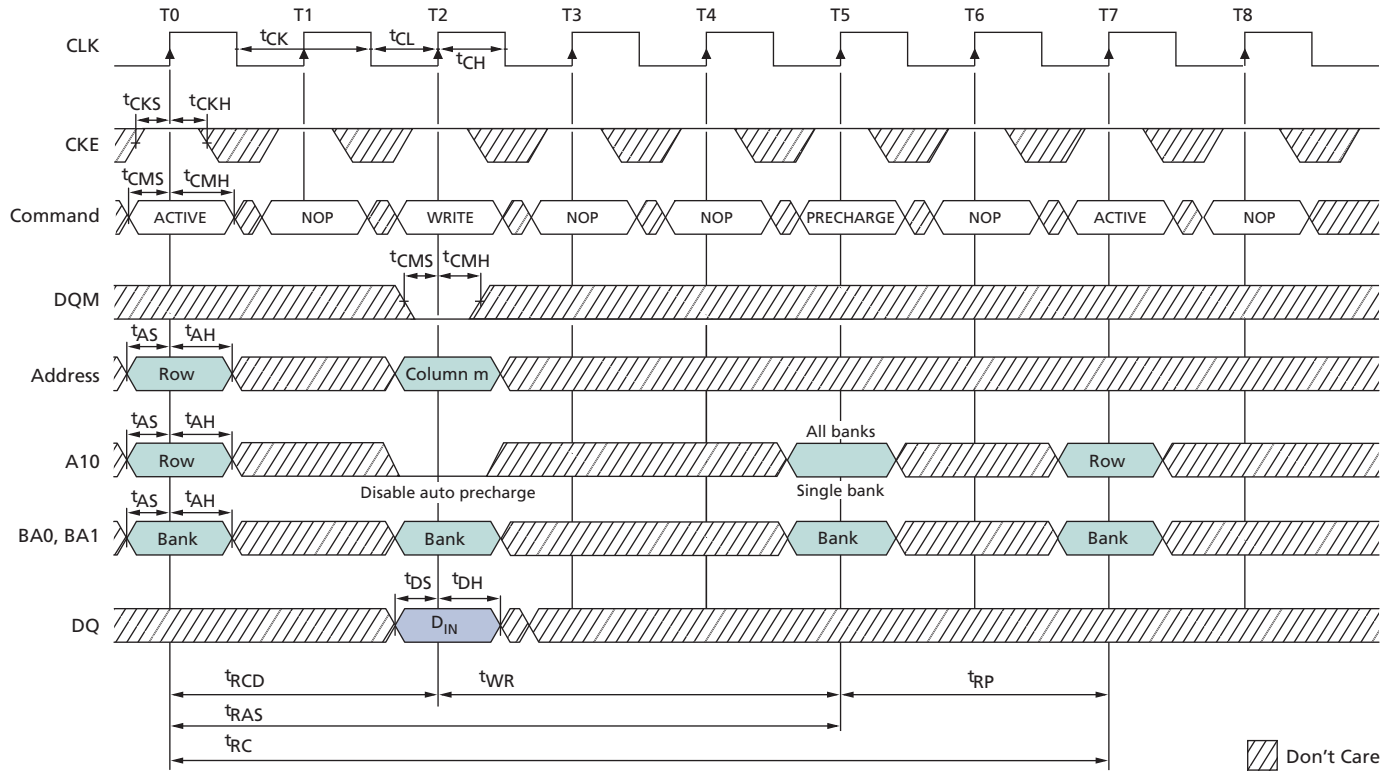 T0 T1 T2 T3 T4 T5 T6 T7 T8
CLK
tCK tCL
tCH
tCKS tCKH
CKE
tCMS tCMH
Command ACTIVE NOP WRITE NOP NOP PRECHARGE NOP ACTIVE NOP
tCMS tCMH
DQM
tAS tAH
Address Row Column m
tAS tAH
All banks
A10 Row Row
Disable auto precharge Single bank
tAS tAH
BA0, BA1 Bank Bank Bank Bank
tDS tDH
DQ DIN
tRCD tWR tRP
tRAS
tRC
Don't Care